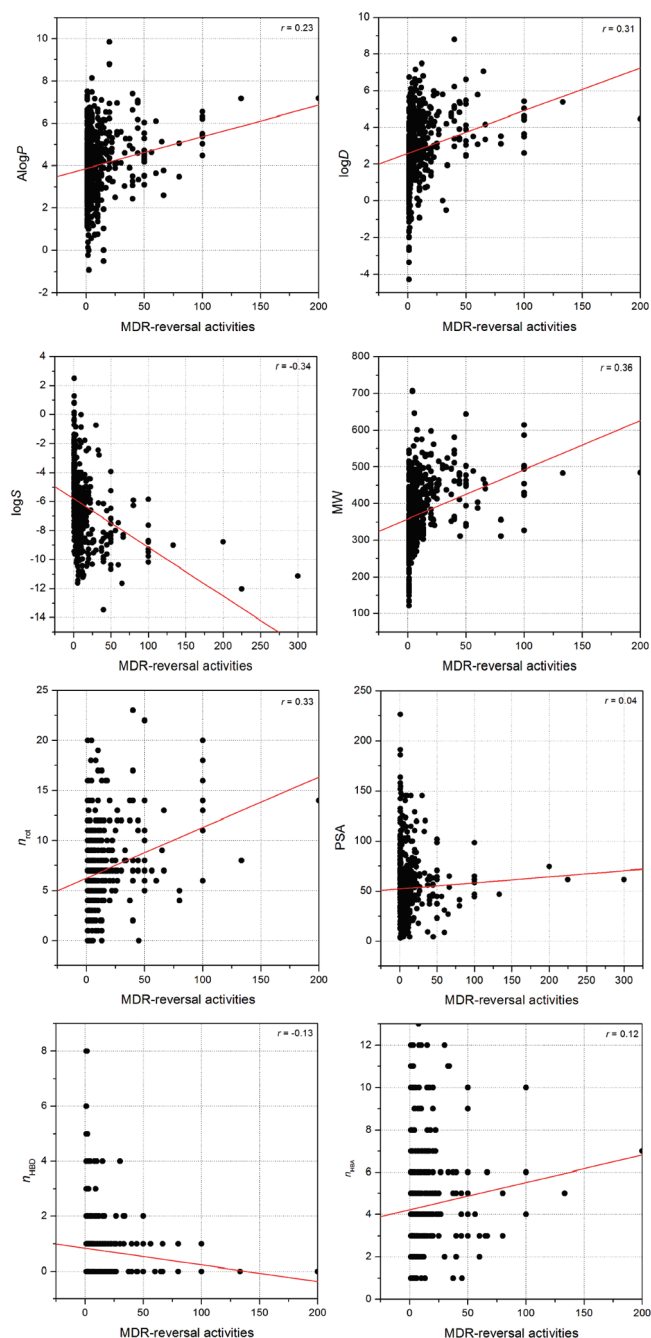 r = 0.23
10
8
6
4
2
0
-2
AlogP
0 50 100 150 200
MDR-reversal activities
r = 0.31
10
8
6
4
2
0
-2
-4
logD
0 50 100 150 200
MDR-reversal activities
r = -0.34
4
2
0
-2
-4
-6
-8
-10
-12
-14
logS
0 50 100 150 200 250 300
MDR-reversal activities
r = 0.36
800
700
600
500
400
300
200
100
MW
0 50 100 150 200
MDR-reversal activities
r = 0.33
25
20
15
10
5
0
nrot
0 50 100 150 200
MDR-reversal activities
r = 0.04
250
200
150
100
50
0
PSA
0 50 100 150 200 250 300
MDR-reversal activities
r = -0.13
8
6
4
2
0
nHBD
0 50 100 150 200
MDR-reversal activities
r = 0.12
12
10
8
6
4
2
0
nHBA
0 50 100 150 200
MDR-reversal activities